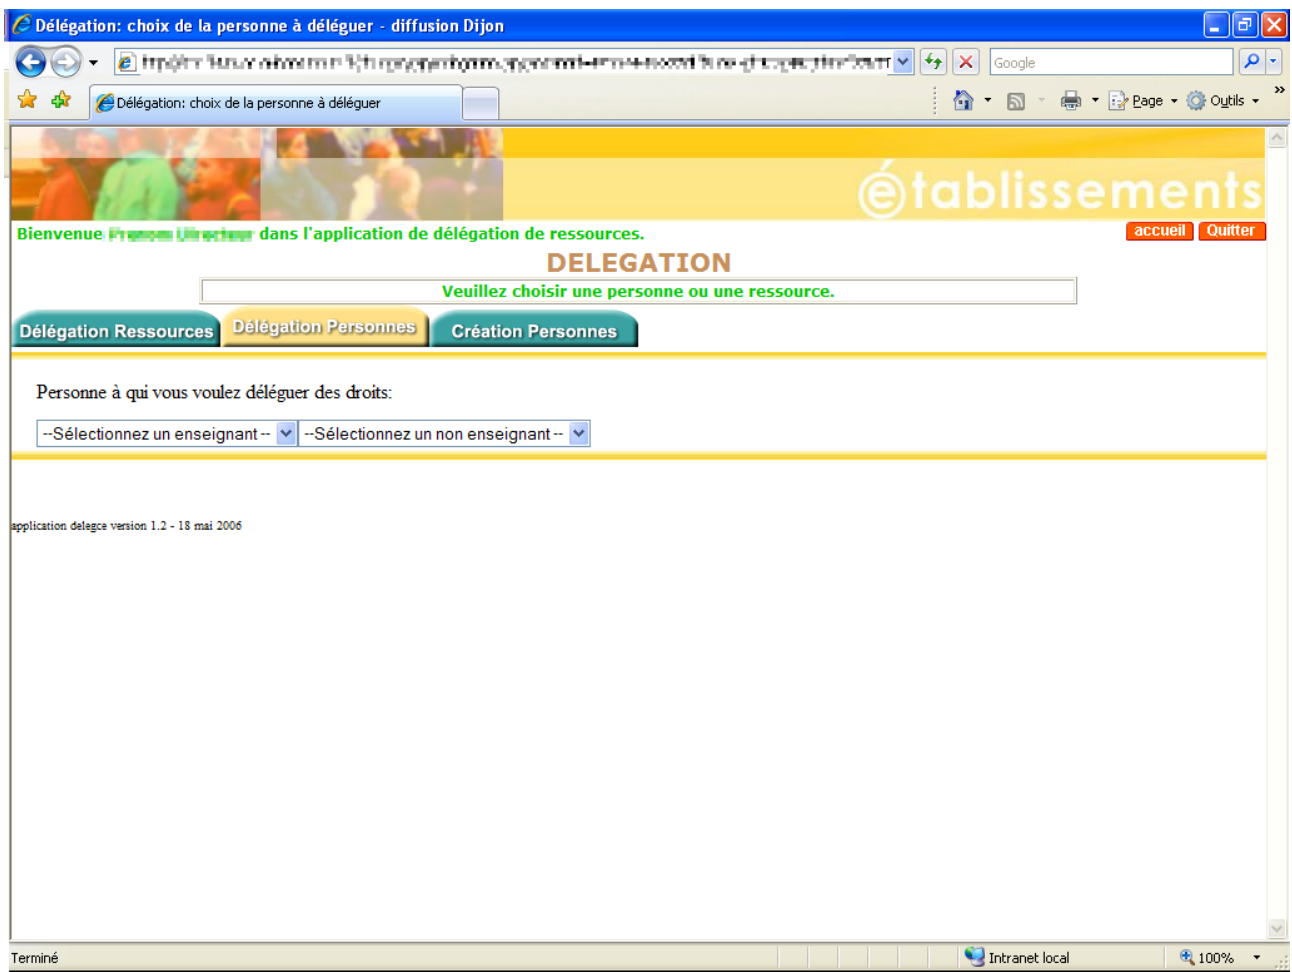 Délégation: choix de la personne à déléguer - diffusion Dijon
Google
Délégation: choix de la personne à déléguer
Page
Outils
»
établissements
Bienvenue dans l'application de délégation de ressources.
accueil Quitter
DELEGATION
Veuillez choisir une personne ou une ressource.
Délégation Ressources Délégation Personnes Création Personnes
Personne à qui vous voulez déléguer des droits:
--Sélectionnez un enseignant -- --Sélectionnez un non enseignant --
application delegce version 1.2 - 18 mai 2006
Terminé Intranet local 100%